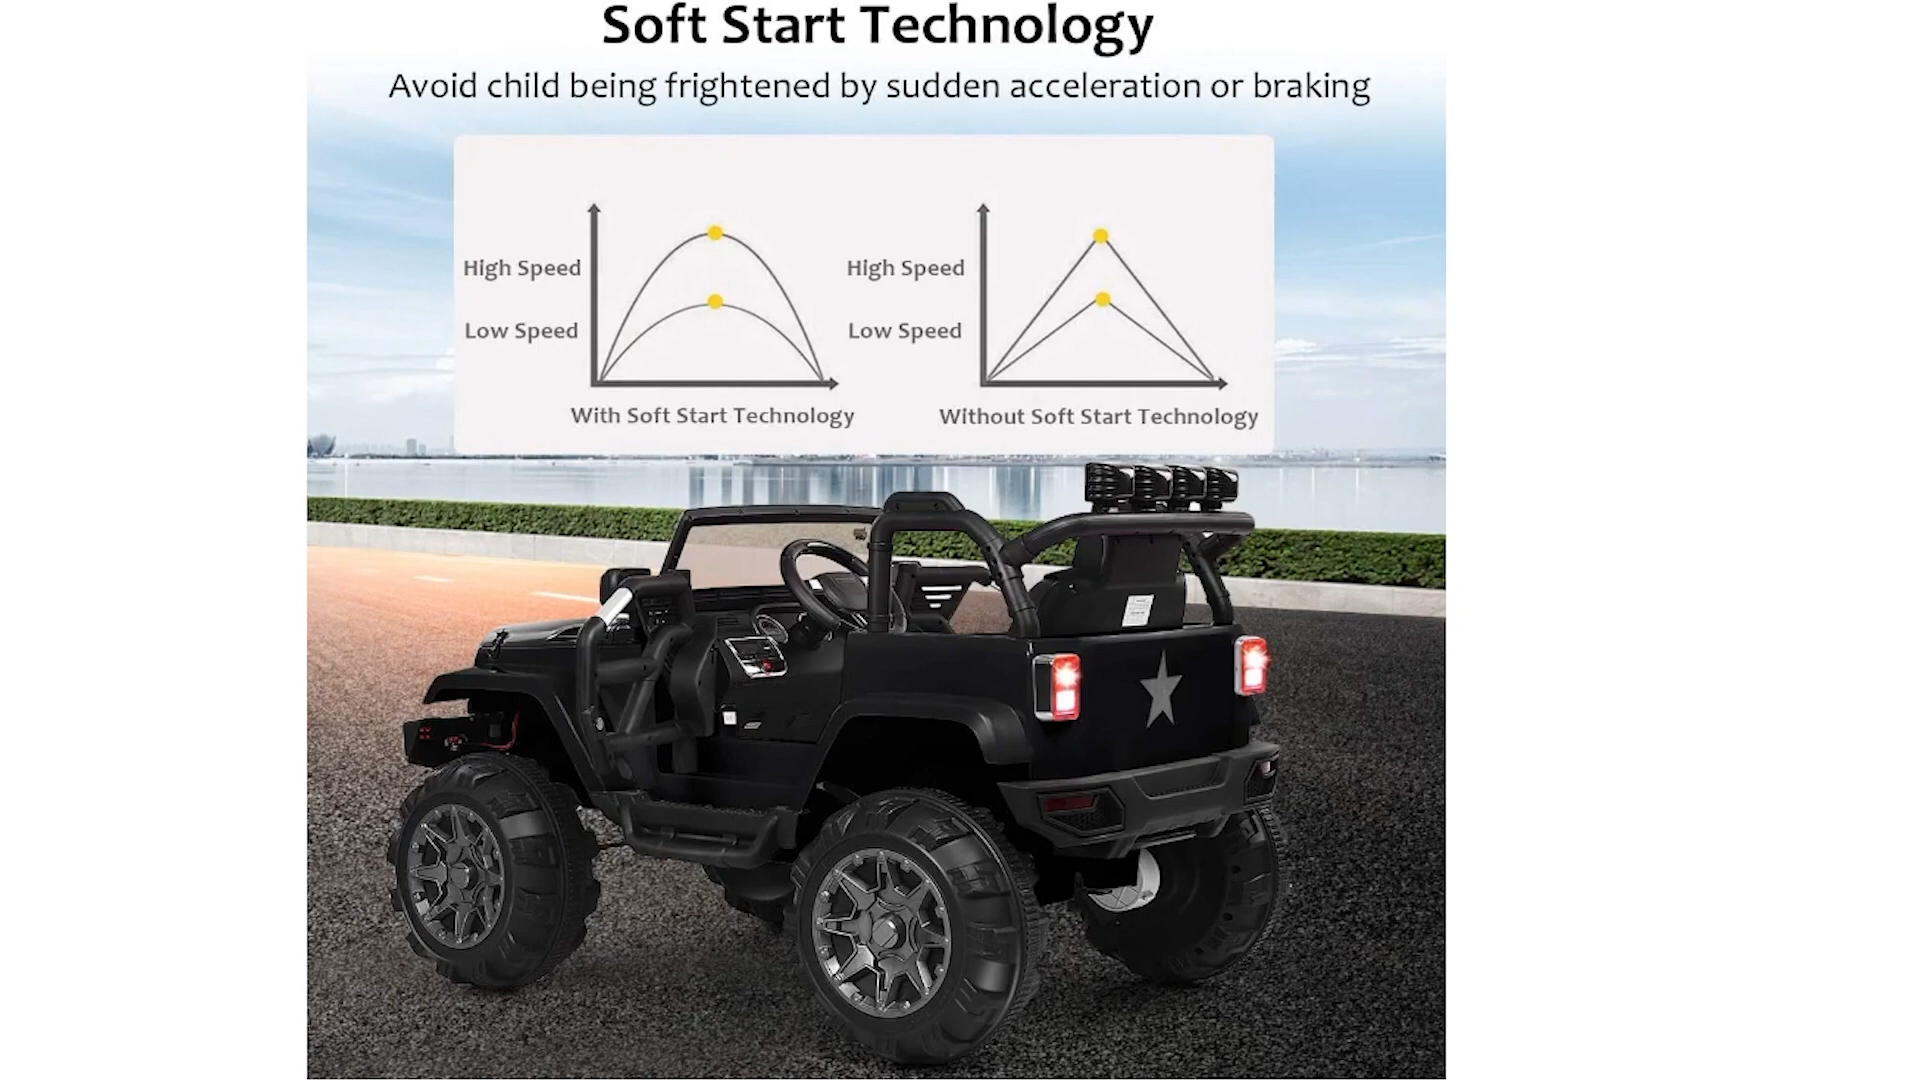 Soft Start Technology
Avoid child being frightened by sudden acceleration or braking
High Speed
Low Speed
With Soft Start Technology
High Speed
Low Speed
Without Soft Start Technology